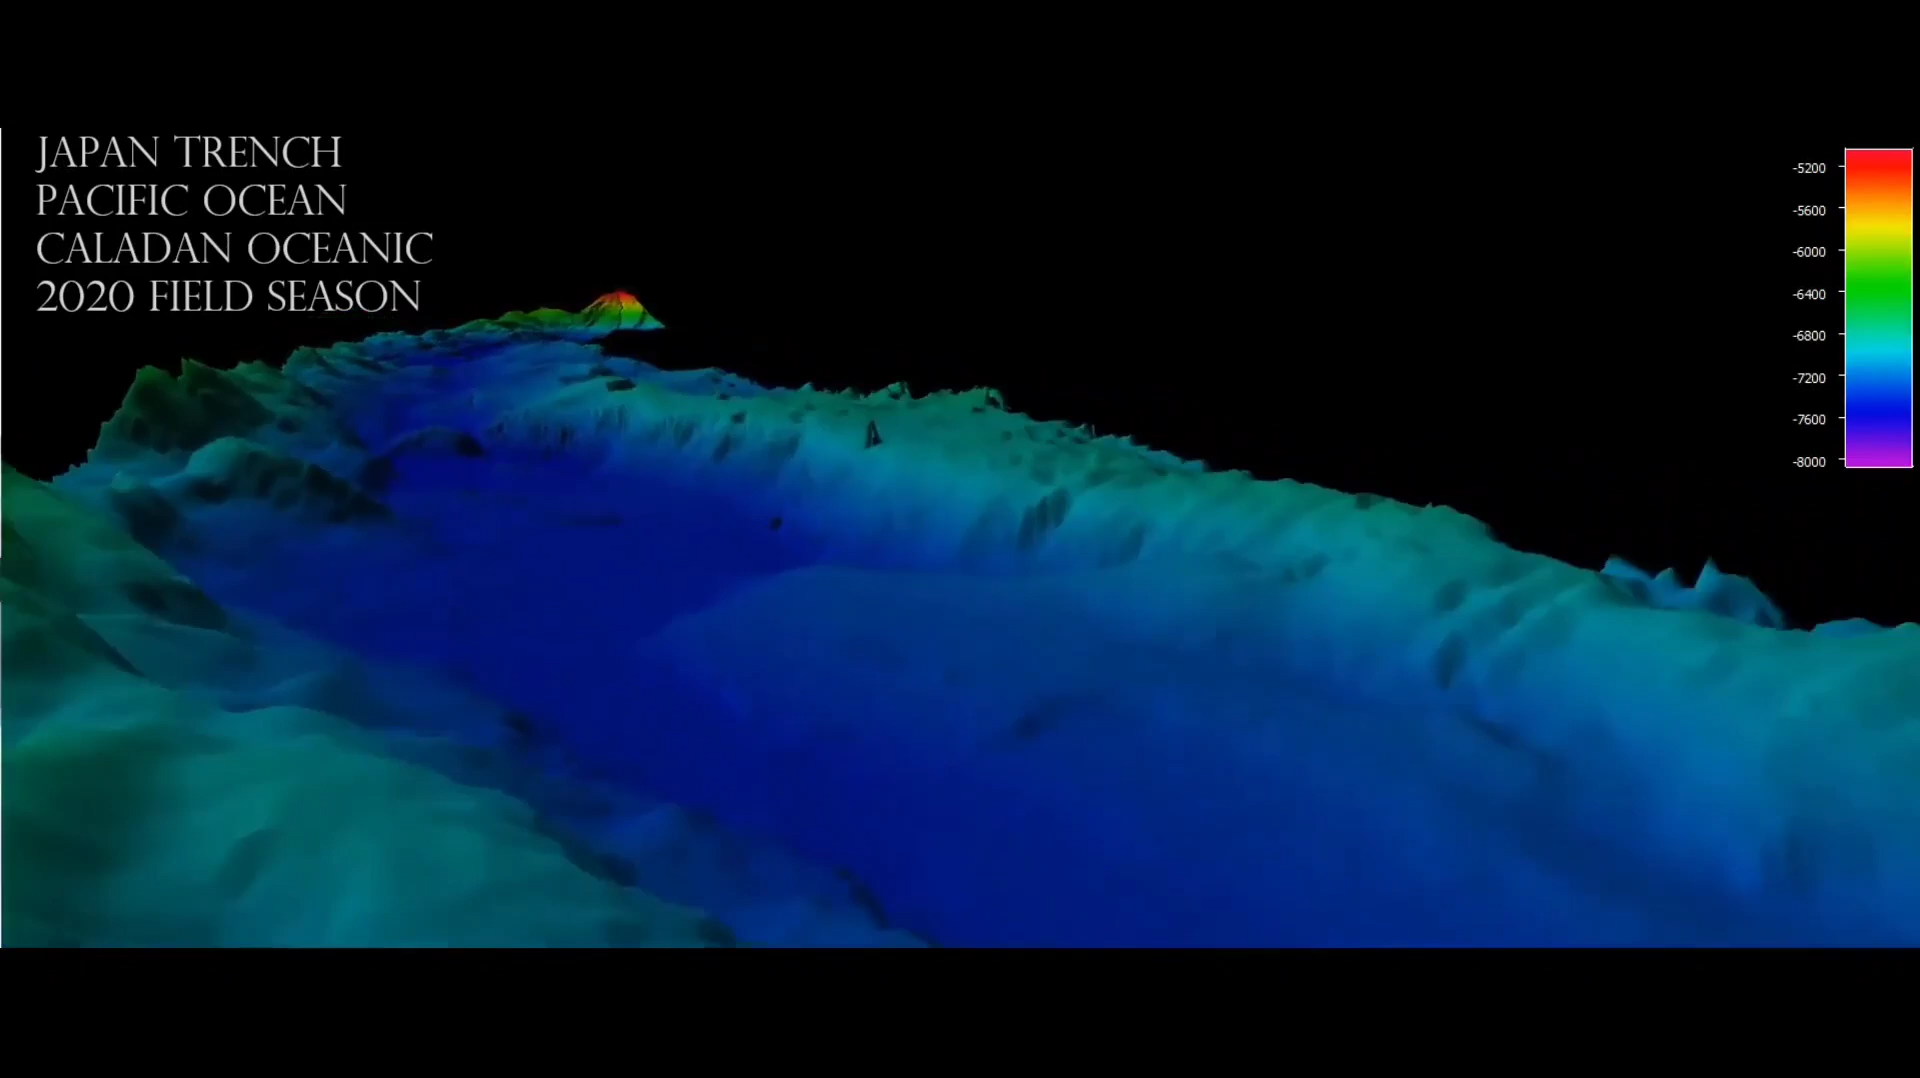 JAPAN TRENCH
PACIFIC OCEAN
CALADAN OCEANIC
2020 FIELD SEASON
-5200
-5600
-6000
-6400
-6800
-7200
-7600
-8000